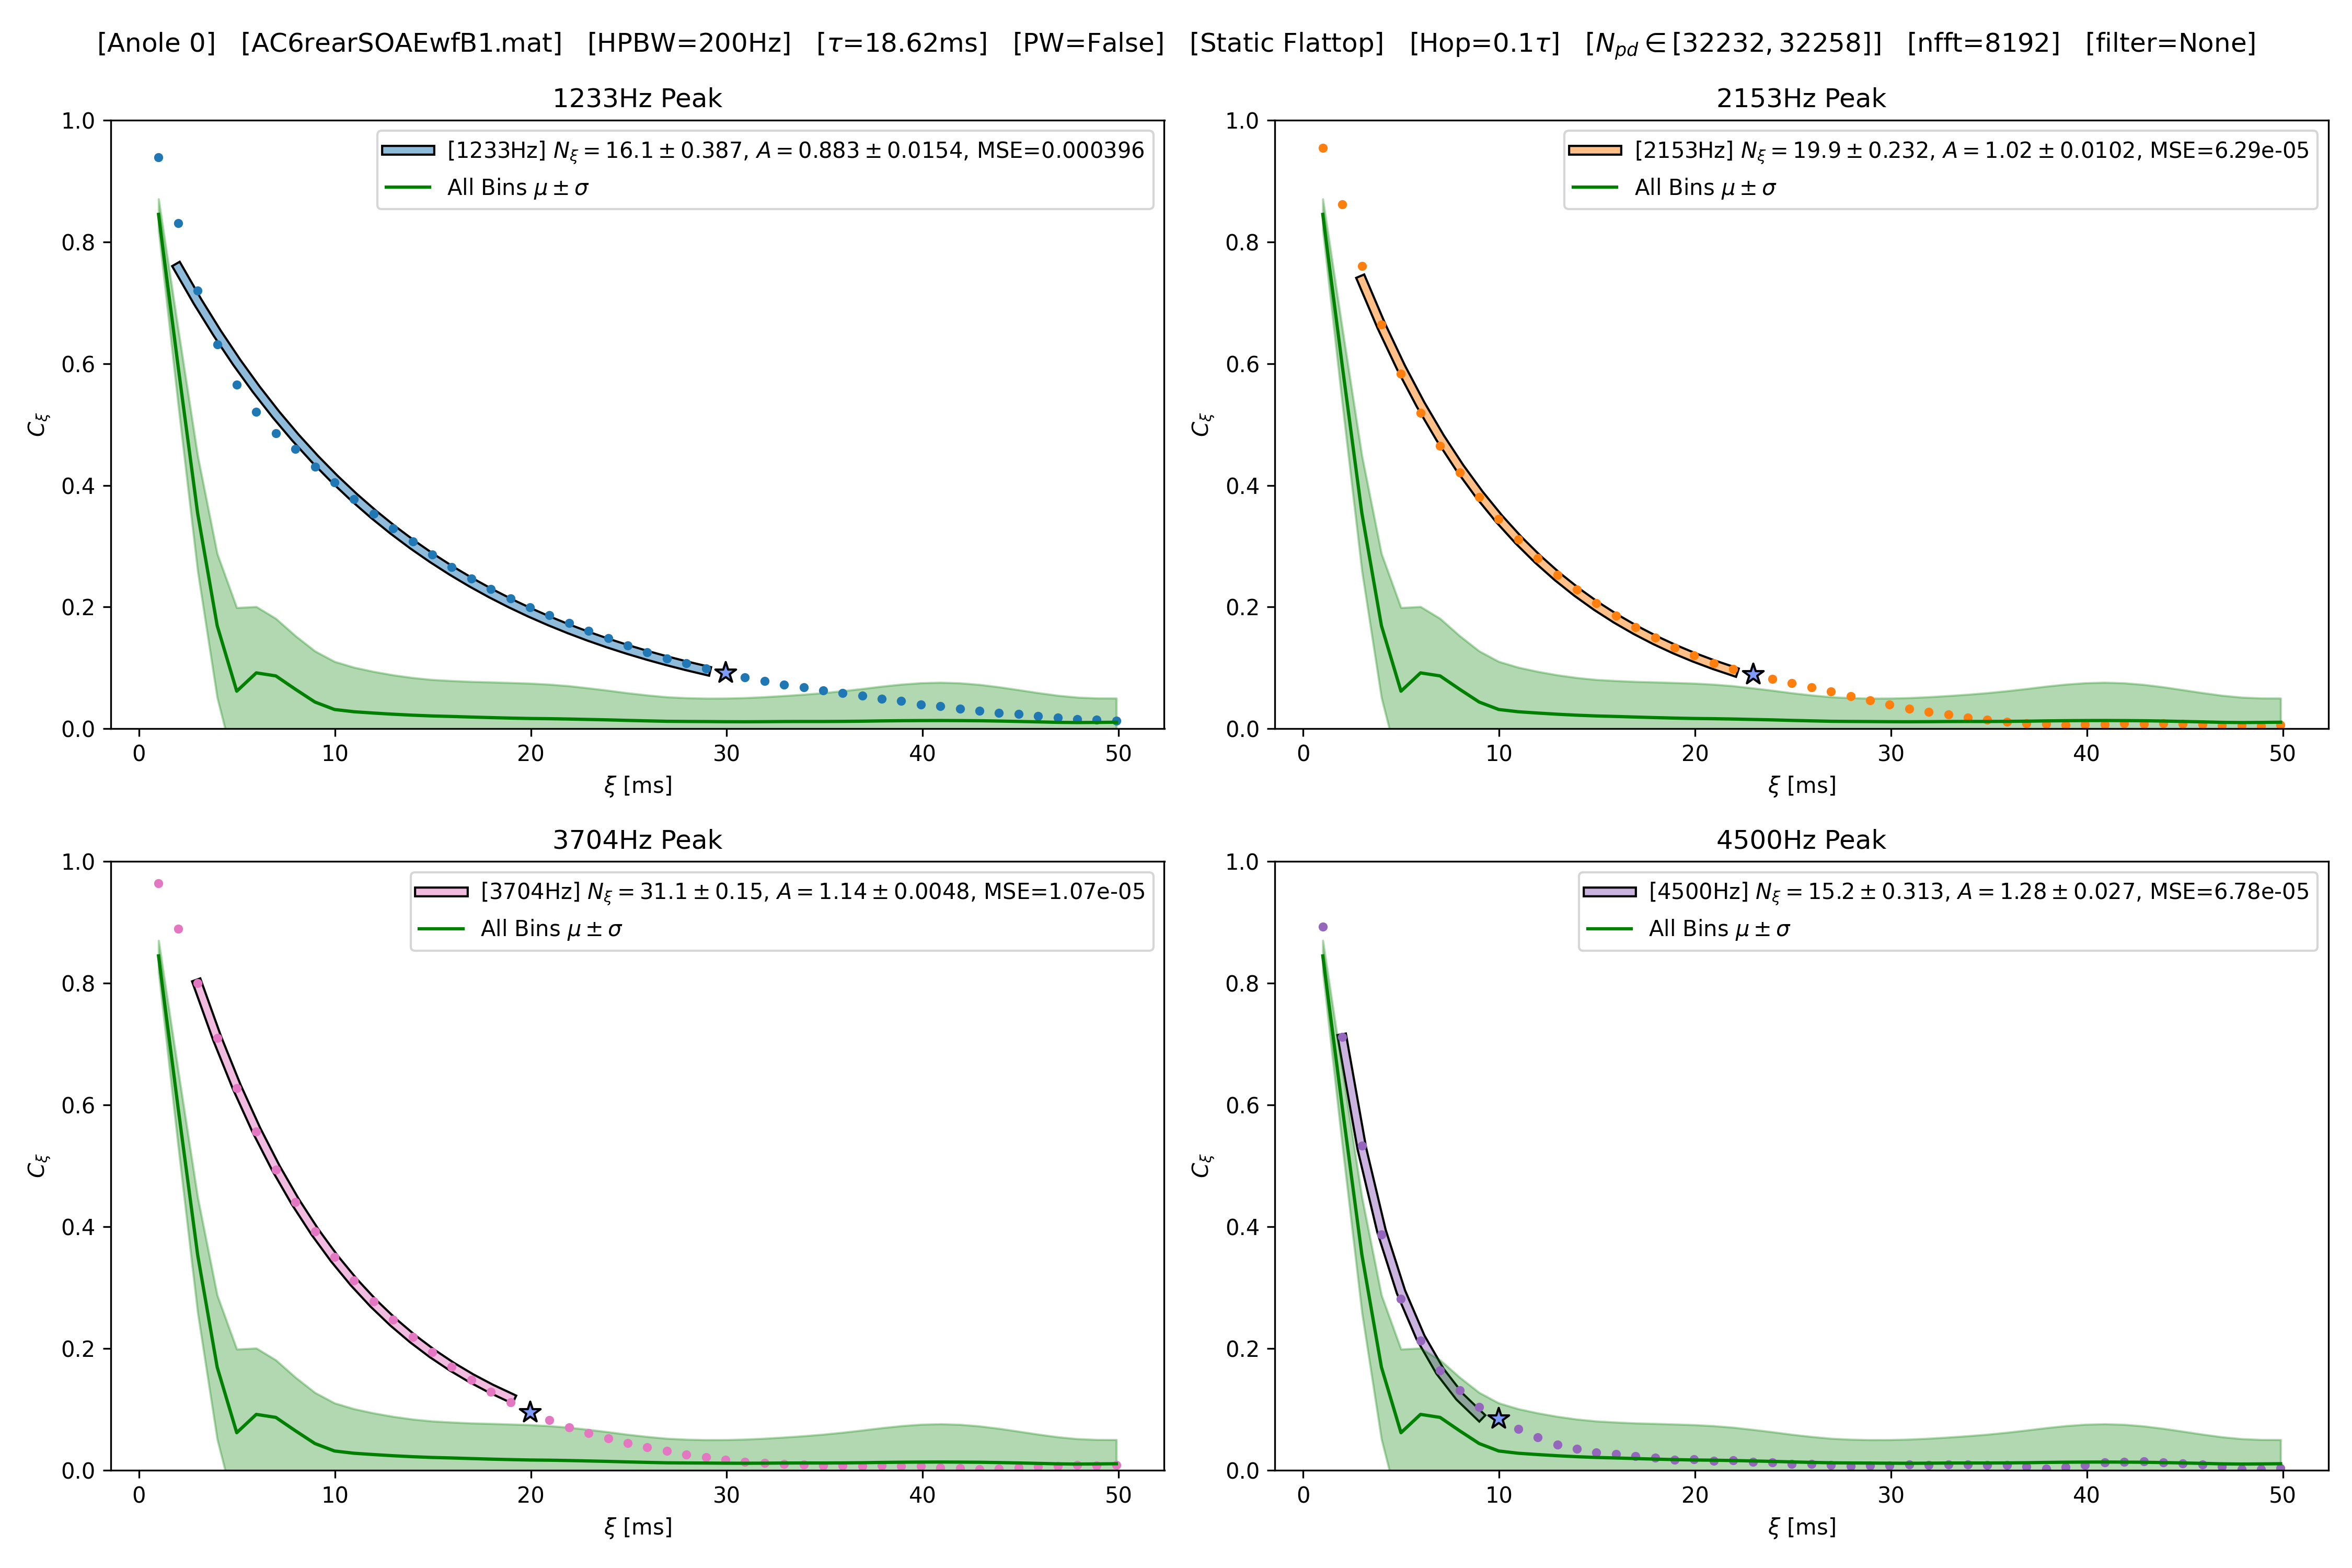 [Anole 0] [AC6rearSOAEwfB1.mat] [HPBW=200Hz] [τ=18.62ms] [PW=False] [Static Flattop] [Hop=0.1τ] [N_pd ∈ [32232, 32258]] [nfft=8192] [filter=None]
1233Hz Peak
[1233Hz] N_ξ = 16.1 ± 0.387, A = 0.883 ± 0.0154, MSE=0.000396
All Bins μ ± σ
1.0
0.8
0.6
0.4
0.2
0.0
C_ξ
0 10 20 30 40 50
ξ [ms]
2153Hz Peak
[2153Hz] N_ξ = 19.9 ± 0.232, A = 1.02 ± 0.0102, MSE=6.29e-05
All Bins μ ± σ
1.0
0.8
0.6
0.4
0.2
0.0
C_ξ
0 10 20 30 40 50
ξ [ms]
3704Hz Peak
[3704Hz] N_ξ = 31.1 ± 0.15, A = 1.14 ± 0.0048, MSE=1.07e-05
All Bins μ ± σ
1.0
0.8
0.6
0.4
0.2
0.0
C_ξ
0 10 20 30 40 50
ξ [ms]
4500Hz Peak
[4500Hz] N_ξ = 15.2 ± 0.313, A = 1.28 ± 0.027, MSE=6.78e-05
All Bins μ ± σ
1.0
0.8
0.6
0.4
0.2
0.0
C_ξ
0 10 20 30 40 50
ξ [ms]